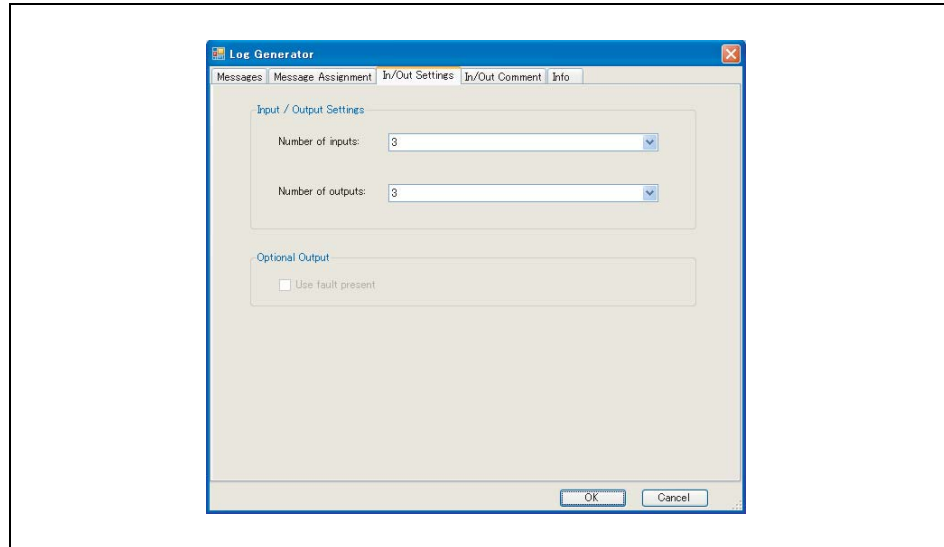 Log Generator
Messages Message Assignment In/Out Settings In/Out Comment Info
Input / Output Settings
Number of inputs: 3
Number of outputs: 3
Optional Output
Use fault present
OK Cancel